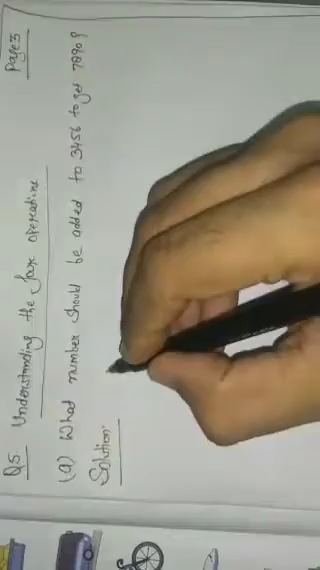 Page 3
Q5 Understanding the four operations
(a) What number should be added to 3456 to get 7890?
Solution: